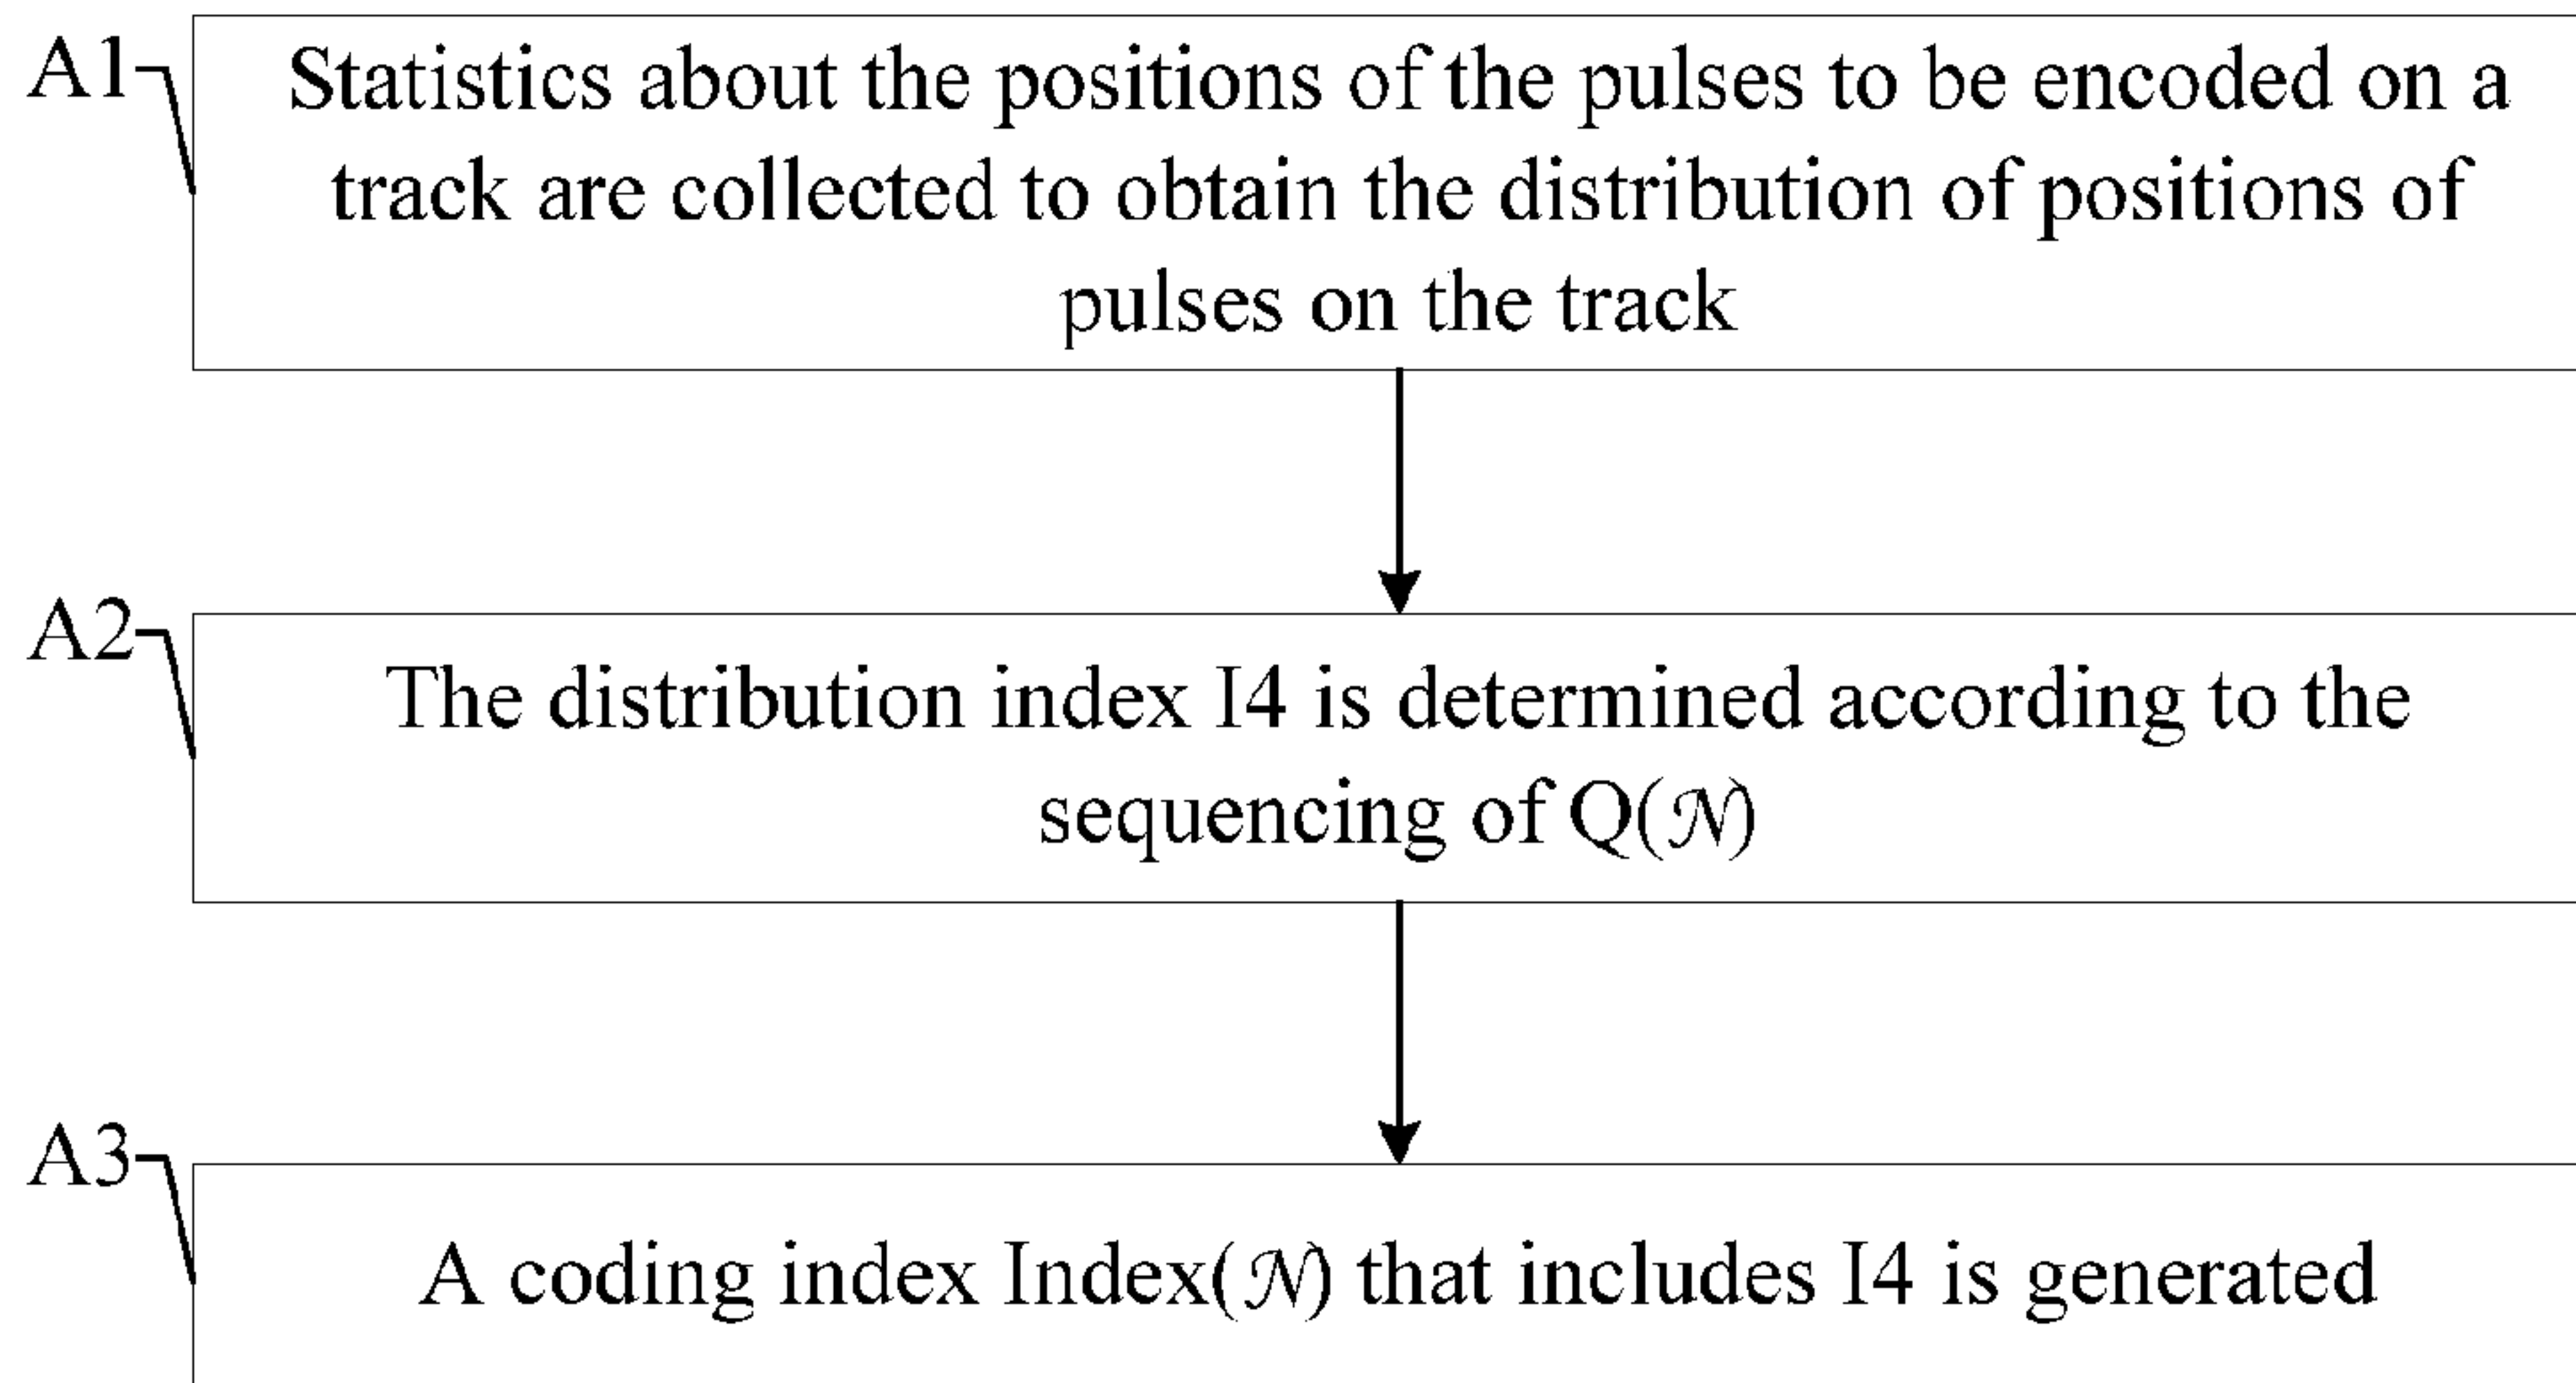 A1
Statistics about the positions of the pulses to be encoded on a
track are collected to obtain the distribution of positions of
pulses on the track
A2
The distribution index I4 is determined according to the
sequencing of Q(𝒩)
A3
A coding index Index(𝒩) that includes I4 is generated